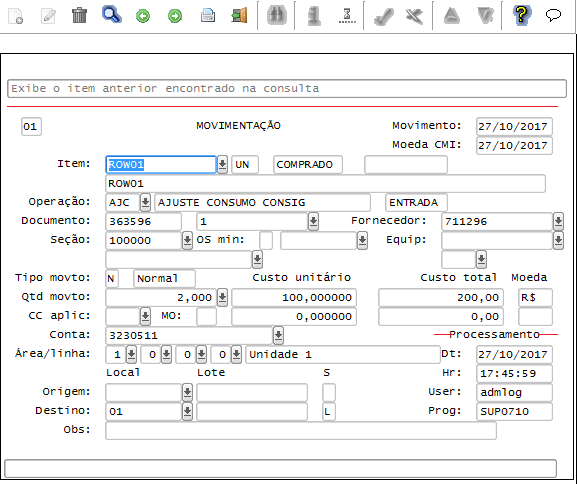 Exibe o item anterior encontrado na consulta
01 MOVIMENTAÇÃO Movimento: 27/10/2017
Moeda CMI: 27/10/2017
Item: ROW01 UN COMPRADO
ROW01
Operação: AJC AJUSTE CONSUMO CONSIG ENTRADA
Documento: 363596 1 Fornecedor: 711296
Seção: 100000 OS min: Equip:
Tipo movto: N Normal Custo unitário Custo total Moeda
Qtd movto: 2,000 100,000000 200,00 R$
CC aplic: MO: 0,000000 0,00
Conta: 3230511 Processamento
Área/linha: 1 0 0 0 Unidade 1 Dt: 27/10/2017
Local Lote S Hr: 17:45:59
Origem: User: admlog
Destino: 01 L Prog: SUP0710
Obs: